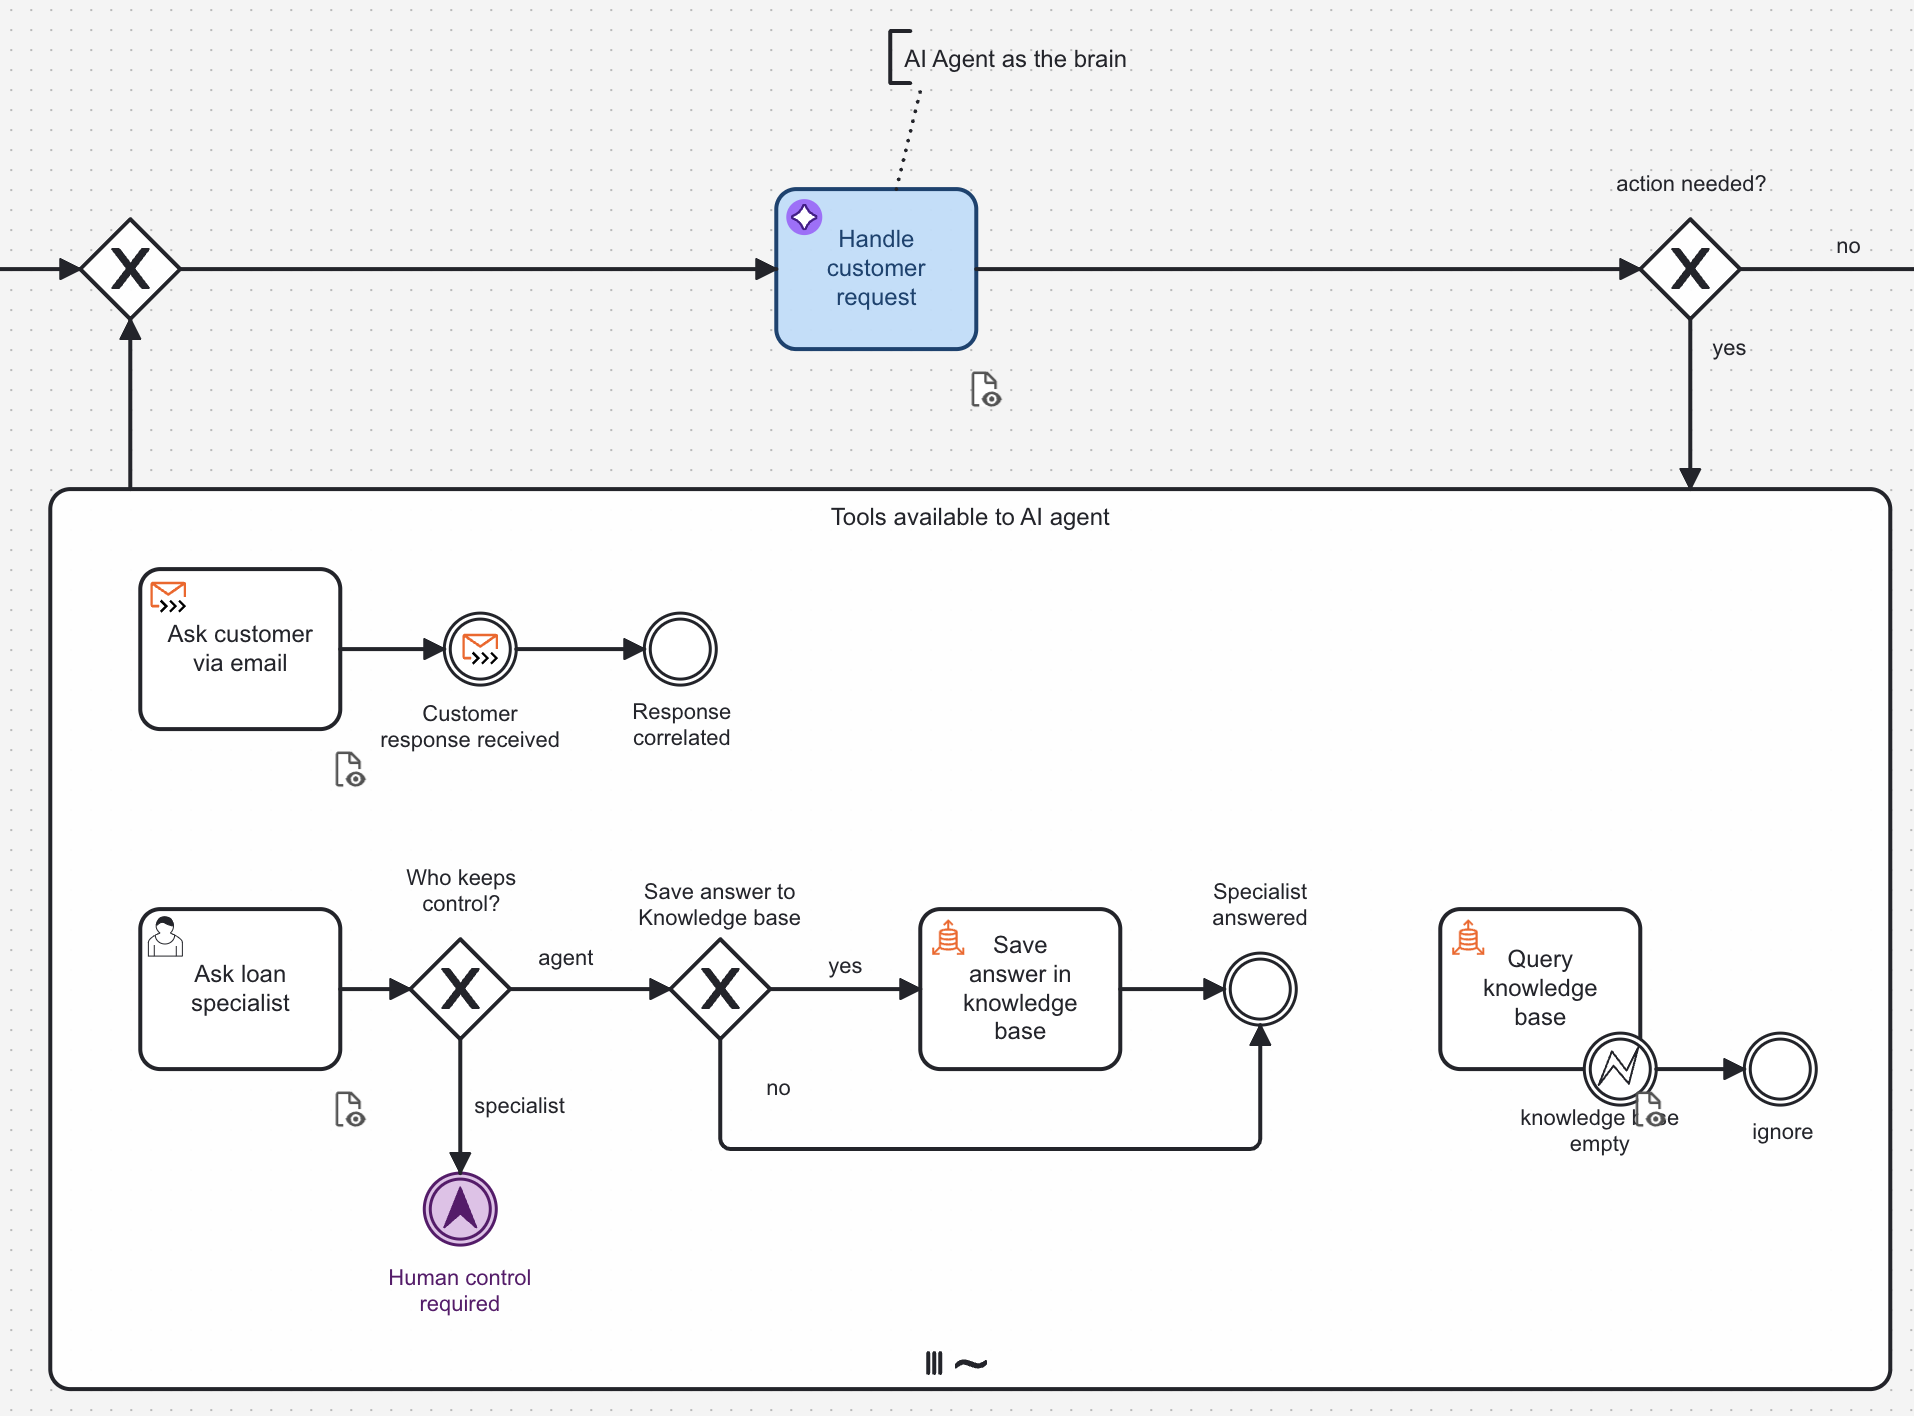 AI Agent as the brain
action needed?
Handle
customer
request
no
yes
Tools available to AI agent
Ask customer
via email
Customer
response received
Response
correlated
Who keeps
control?
Save answer to
Knowledge base
Specialist
answered
Ask loan
specialist
agent
yes
Save
answer in
knowledge
base
Query
knowledge
base
specialist
no
knowledge base
empty
ignore
Human control
required